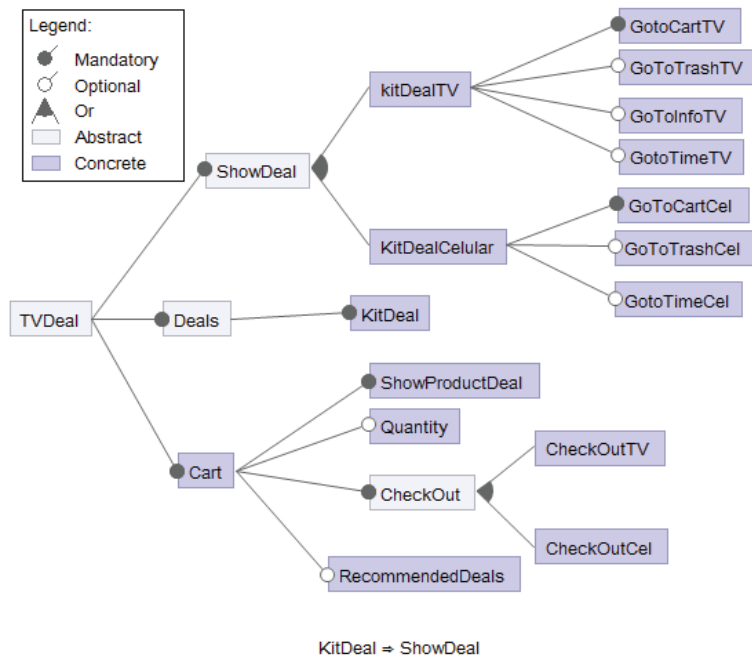 Legend:
Mandatory
Optional
Or
Abstract
Concrete
TVDeal
ShowDeal
kitDealTV
GotoCartTV
GoToTrashTV
GoToInfoTV
GotoTimeTV
KitDealCelular
GoToCartCel
GoToTrashCel
GotoTimeCel
Deals
KitDeal
Cart
ShowProductDeal
Quantity
CheckOut
CheckOutTV
CheckOutCel
RecommendedDeals
KitDeal ⇒ ShowDeal